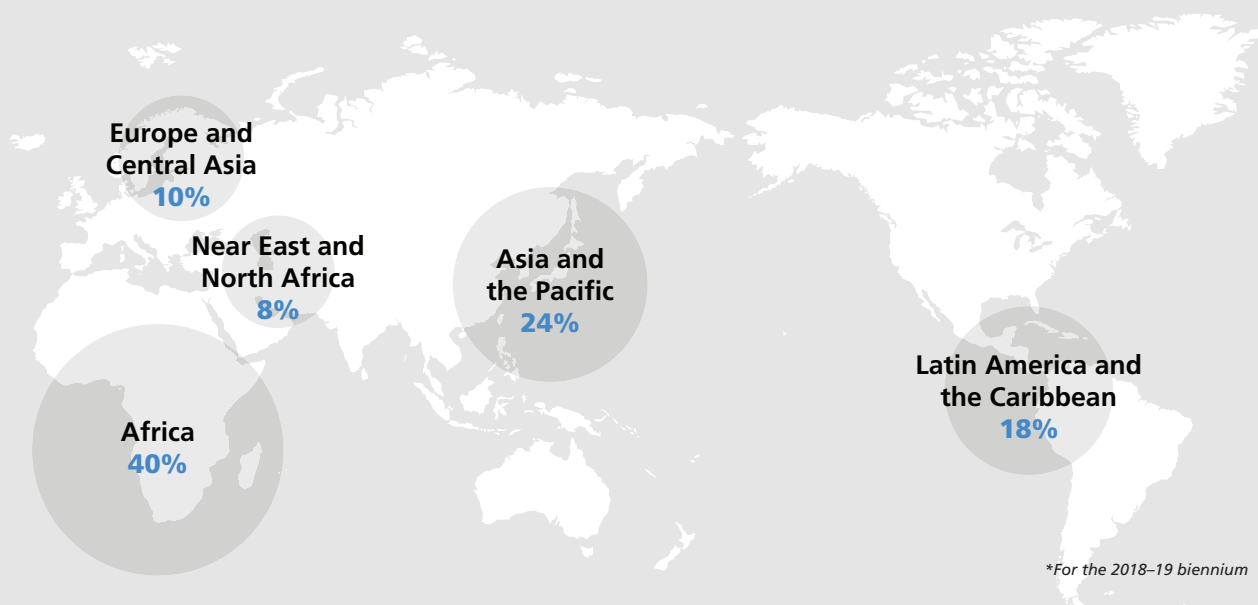 Europe and
Central Asia
10%
Near East and
North Africa
8%
Asia and
the Pacific
24%
Latin America and
the Caribbean
18%
Africa
40%
*For the 2018–19 biennium